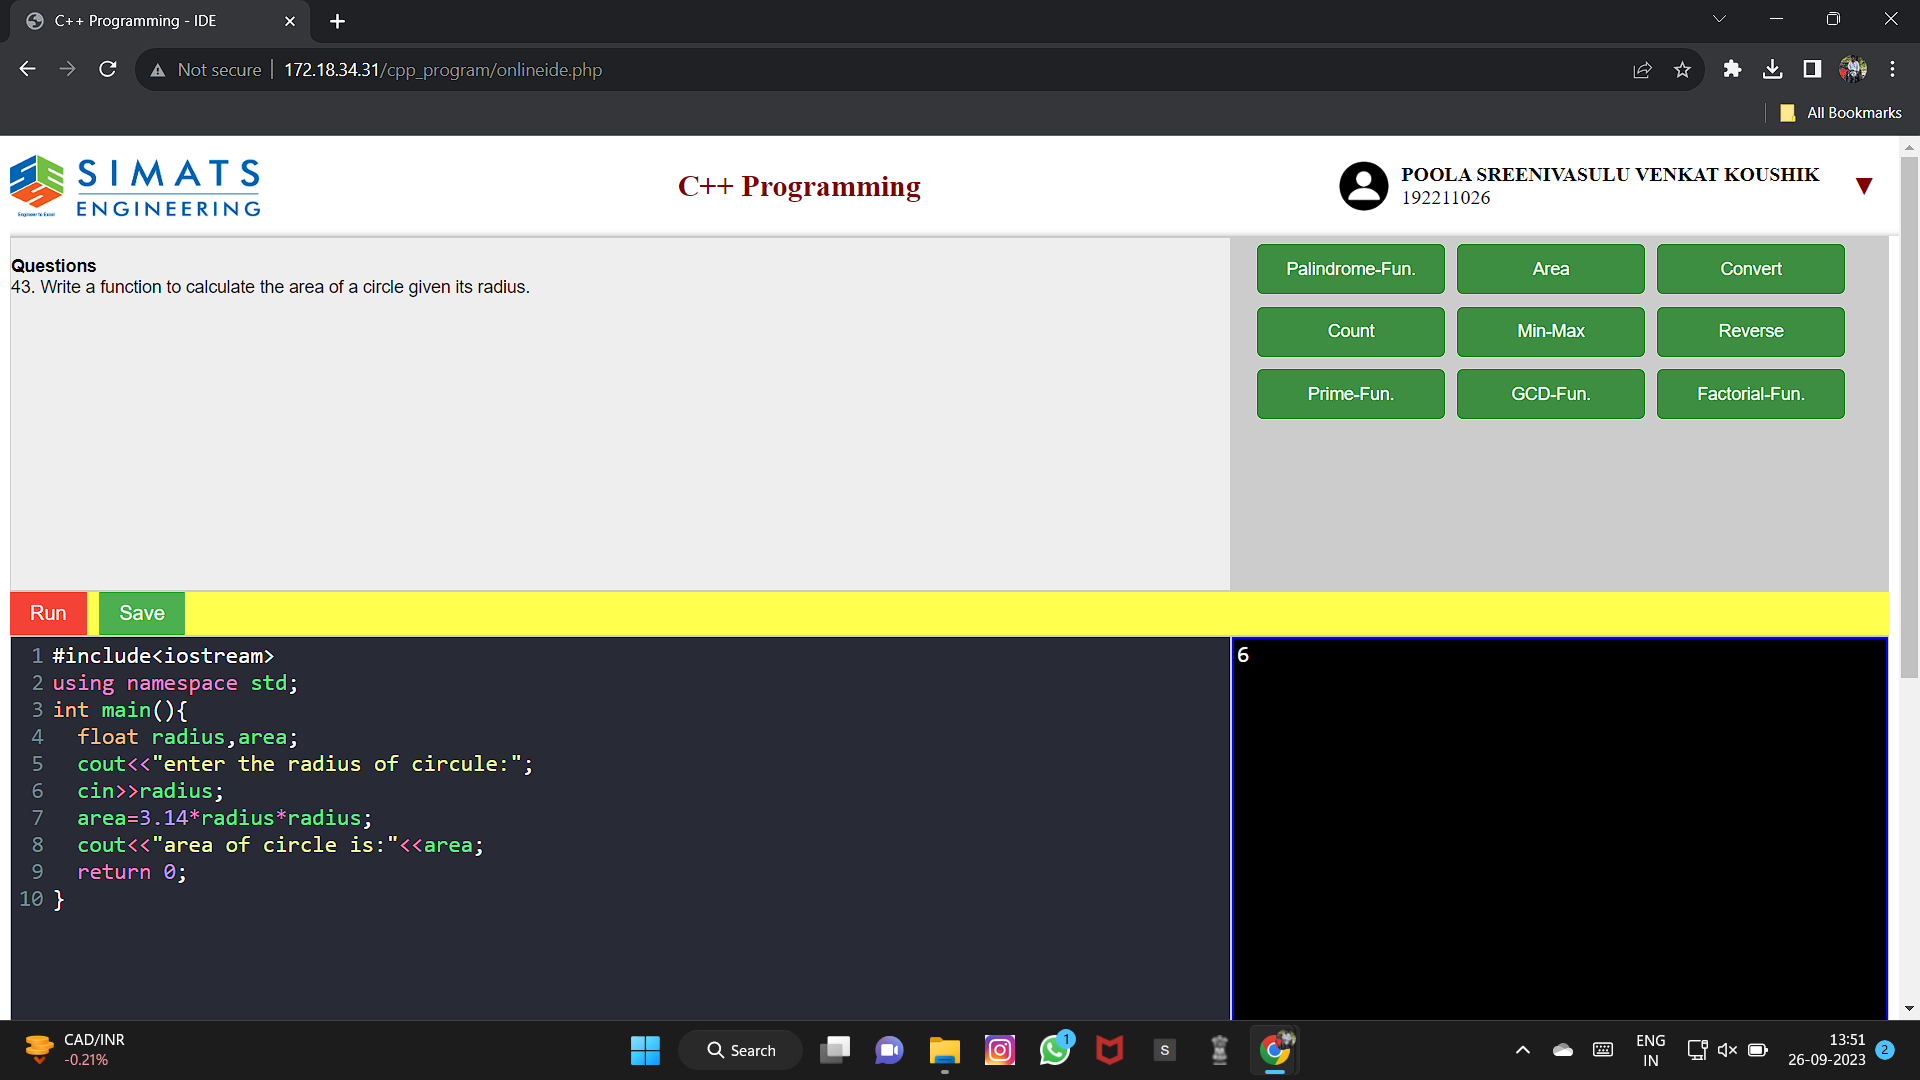 C++ Programming - IDE
Not secure | 172.18.34.31/cpp_program/onlineide.php
All Bookmarks
SIMATS
ENGINEERING
Engineer to Excel
C++ Programming
POOLA SREENIVASULU VENKAT KOUSHIK
192211026
Questions
43. Write a function to calculate the area of a circle given its radius.
Palindrome-Fun.
Area
Convert
Count
Min-Max
Reverse
Prime-Fun.
GCD-Fun.
Factorial-Fun.
Run
Save
1 #include<iostream>
2 using namespace std;
3 int main(){
4   float radius,area;
5   cout<<"enter the radius of circule:";
6   cin>>radius;
7   area=3.14*radius*radius;
8   cout<<"area of circle is:"<<area;
9   return 0;
10 }
6
CAD/INR
-0.21%
Search
1
S
ENG
IN
13:51
26-09-2023
2